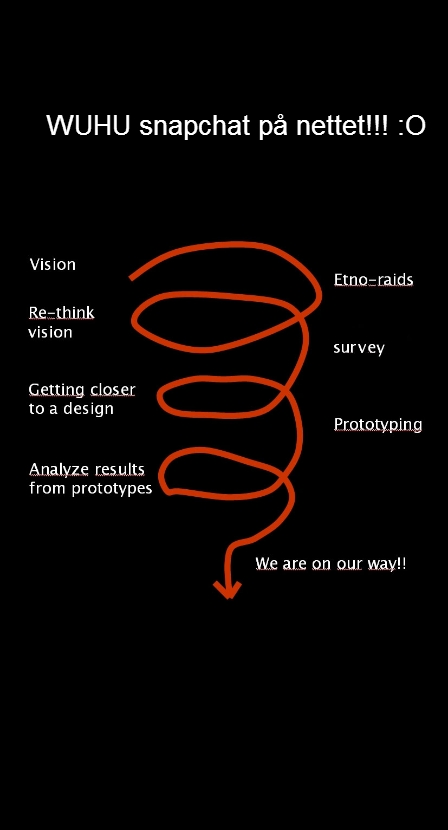 WUHU snapchat på nettet!!! :O
Vision
Etno-raids
Re-think
vision
survey
Getting closer
to a design
Prototyping
Analyze results
from prototypes
We are on our way!!